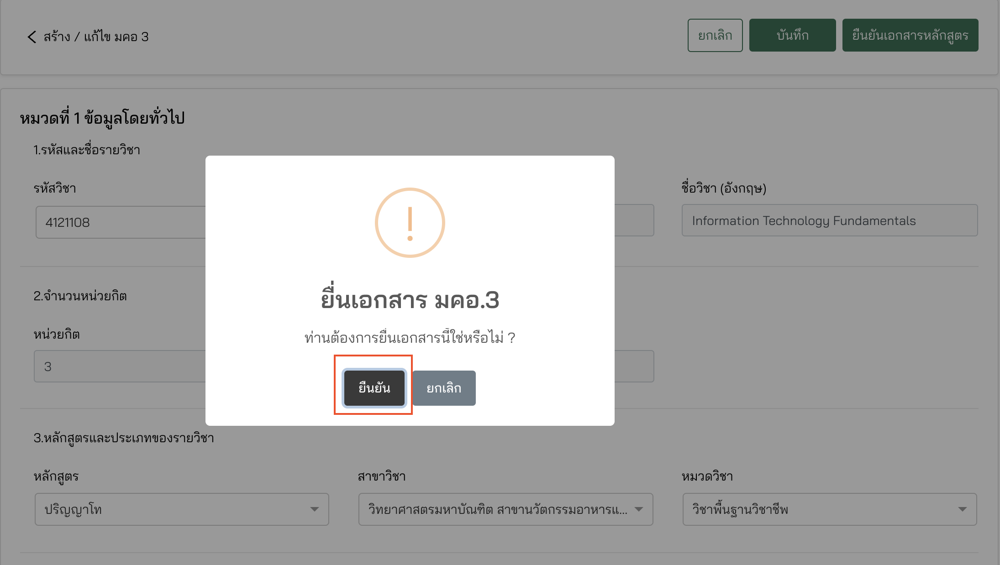 สร้าง / แก้ไข มคอ 3
ยกเลิก
บันทึก
ยืนยันเอกสารหลักสูตร
หมวดที่ 1 ข้อมูลโดยทั่วไป
1.รหัสและชื่อรายวิชา
รหัสวิชา
ชื่อวิชา (อังกฤษ)
4121108
Information Technology Fundamentals
ยื่นเอกสาร มคอ.3
ท่านต้องการยื่นเอกสารนี้ใช่หรือไม่ ?
ยืนยัน
ยกเลิก
2.จำนวนหน่วยกิต
หน่วยกิต
3
3.หลักสูตรและประเภทของรายวิชา
หลักสูตร
สาขาวิชา
หมวดวิชา
ปริญญาโท
วิทยาศาสตรมหาบัณฑิต สาขานวัตกรรมอาหารแ...
วิชาพื้นฐานวิชาชีพ